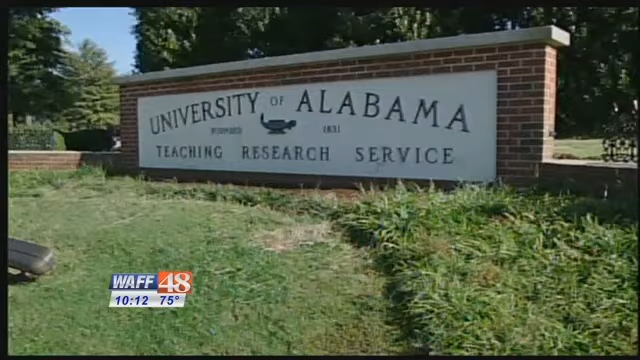 UNIVERSITY OF ALABAMA
FOUNDED 1831
TEACHING RESEARCH SERVICE
WAFF 48
10:12 75°